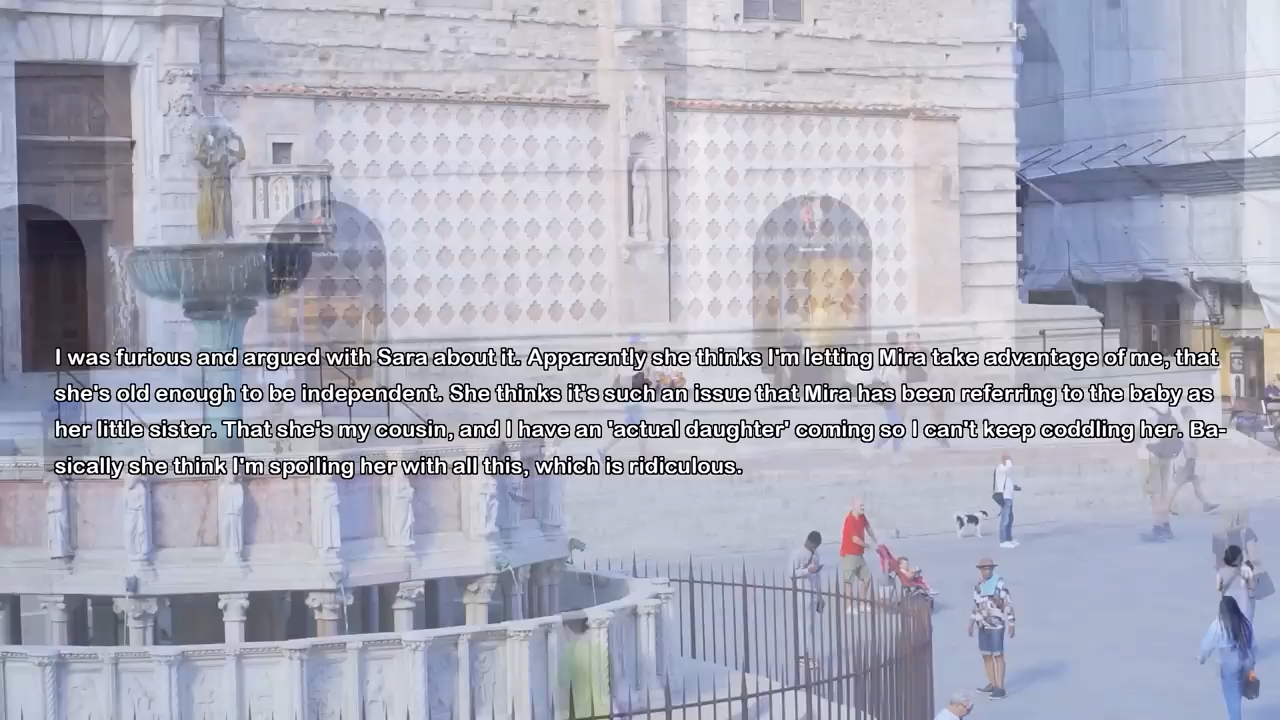 I was furious and argued with Sara about it. Apparently she thinks I'm letting Mira take advantage of me, that
she's old enough to be independent. She thinks it's such an issue that Mira has been referring to the baby as
her little sister. That she's my cousin, and I have an 'actual daughter' coming so I can't keep coddling her. Ba-
sically she think I'm spoiling her with all this, which is ridiculous.